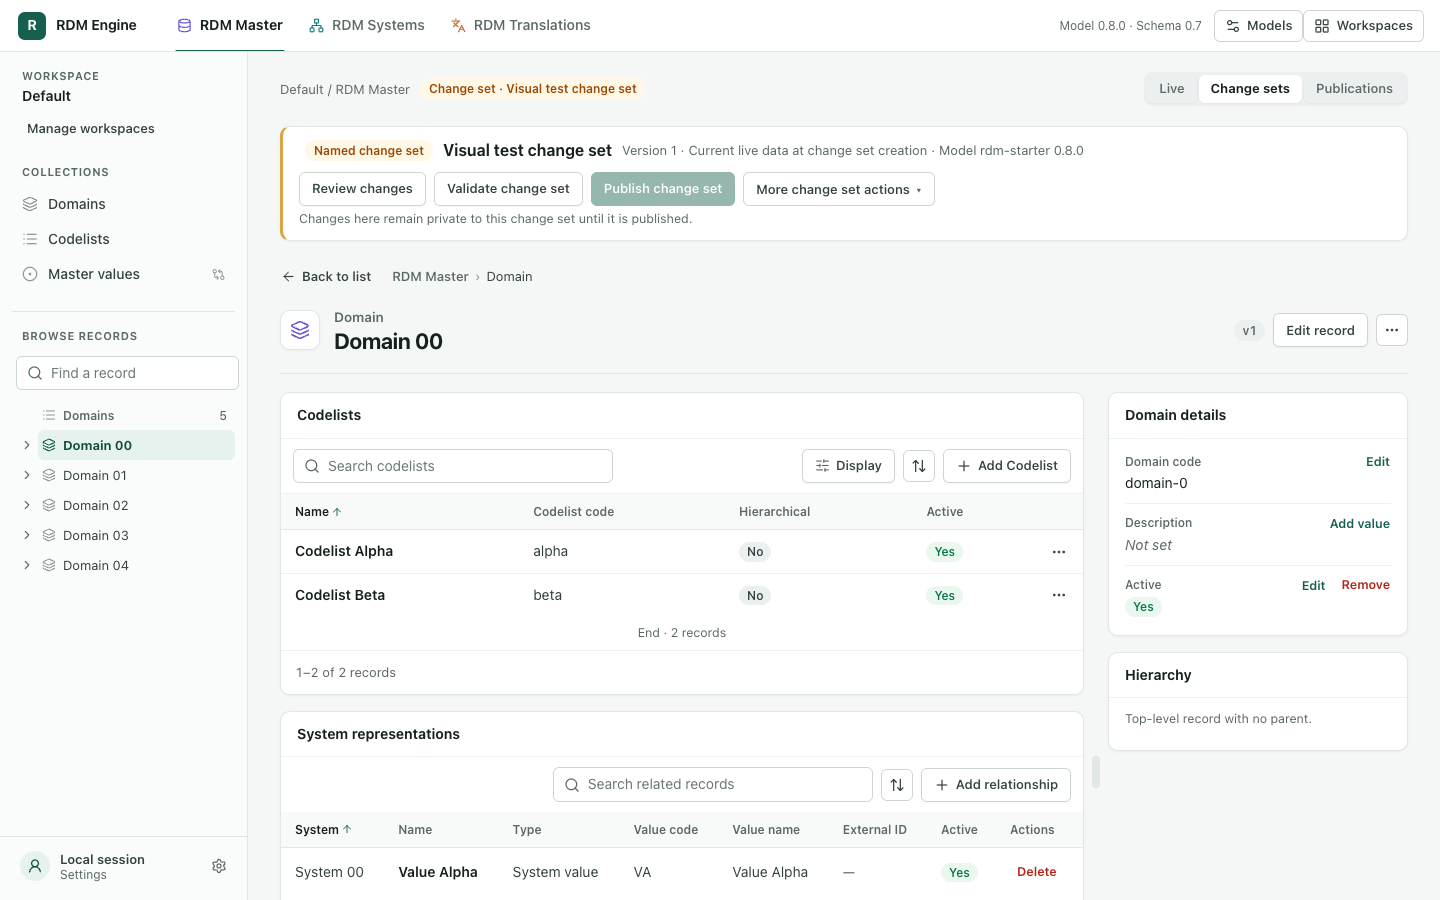 R RDM Engine RDM Master RDM Systems RDM Translations Model 0.8.0 · Schema 0.7 Models Workspaces
WORKSPACE
Default
Manage workspaces
COLLECTIONS
Domains
Codelists
Master values
BROWSE RECORDS
Find a record
Domains 5
Domain 00
Domain 01
Domain 02
Domain 03
Domain 04
Local session
Settings
Default / RDM Master Change set · Visual test change set Live Change sets Publications
Named change set Visual test change set Version 1 · Current live data at change set creation · Model rdm-starter 0.8.0
Review changes Validate change set Publish change set More change set actions
Changes here remain private to this change set until it is published.
Back to list RDM Master › Domain
Domain
Domain 00
v1 Edit record
Codelists
Search codelists Display Add Codelist
Name Codelist code Hierarchical Active
Codelist Alpha alpha No Yes
Codelist Beta beta No Yes
End · 2 records
1–2 of 2 records
System representations
Search related records Add relationship
System Name Type Value code Value name External ID Active Actions
System 00 Value Alpha System value VA Value Alpha — Yes Delete
Domain details
Domain code Edit
domain-0
Description Add value
Not set
Active Edit Remove
Yes
Hierarchy
Top-level record with no parent.